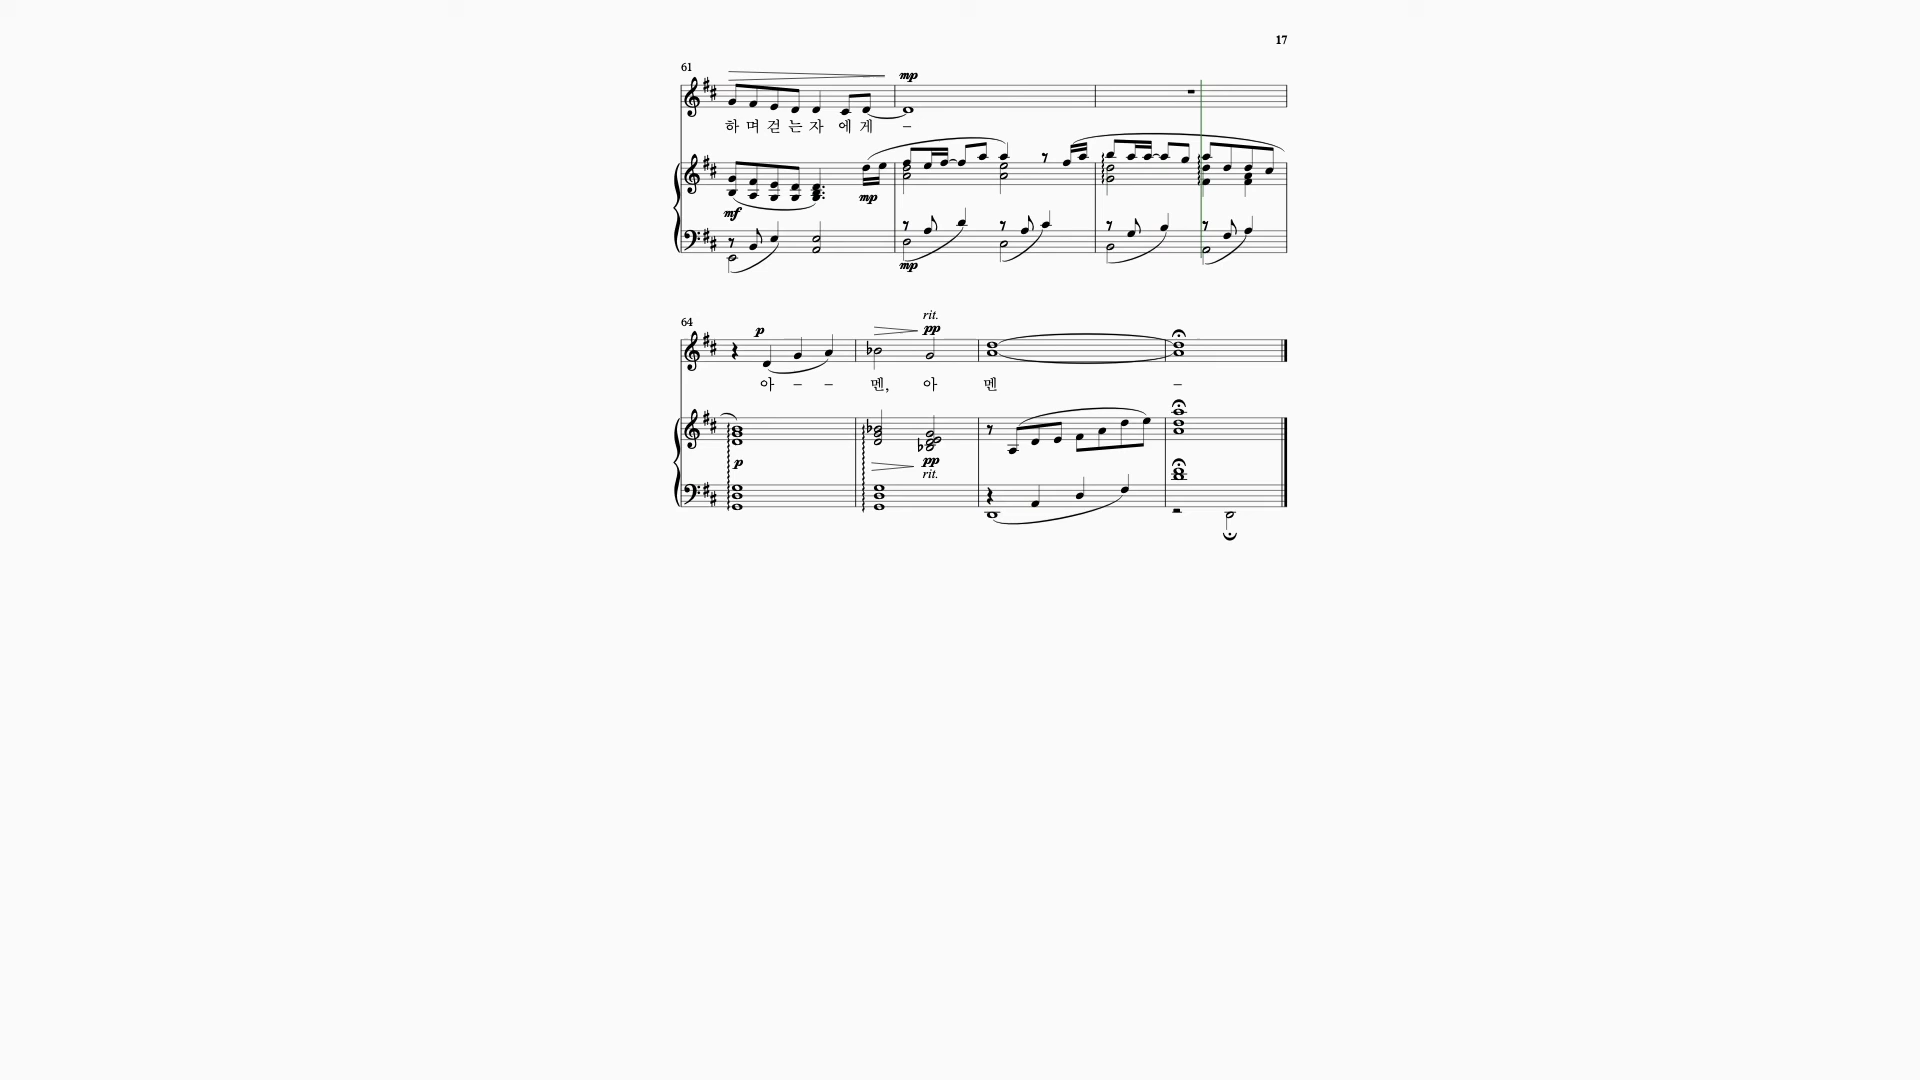 17
61
mp
하 며 걷 는 자 에 게 –
mp
mf
mp
64
p
rit.
pp
아 – – 멘, 아 멘 –
p
pp
rit.